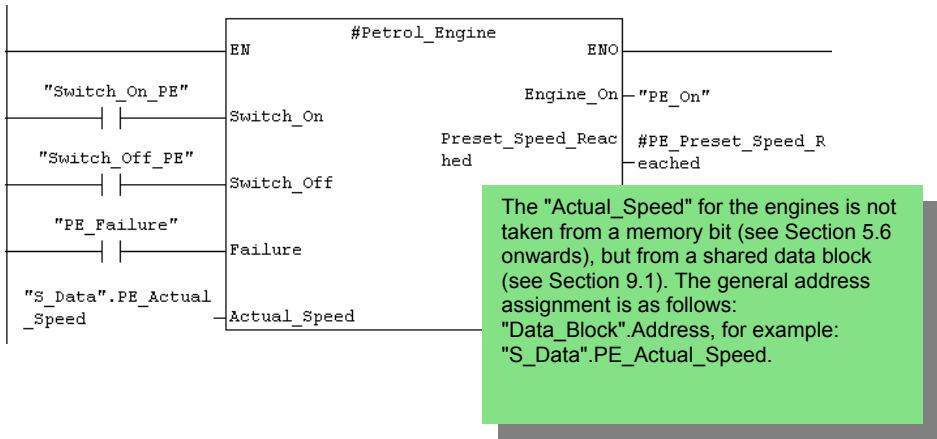 #Petrol_Engine
EN
ENO
"Switch_On_PE"
Switch_On
Engine_On
"PE_On"
"Switch_Off_PE"
Switch_Off
Preset_Speed_Reac
hed
#PE_Preset_Speed_R
eached
"PE_Failure"
Failure
"S_Data".PE_Actual
_Speed
Actual_Speed
The "Actual_Speed" for the engines is not
taken from a memory bit (see Section 5.6
onwards), but from a shared data block
(see Section 9.1). The general address
assignment is as follows:
"Data_Block".Address, for example:
"S_Data".PE_Actual_Speed.